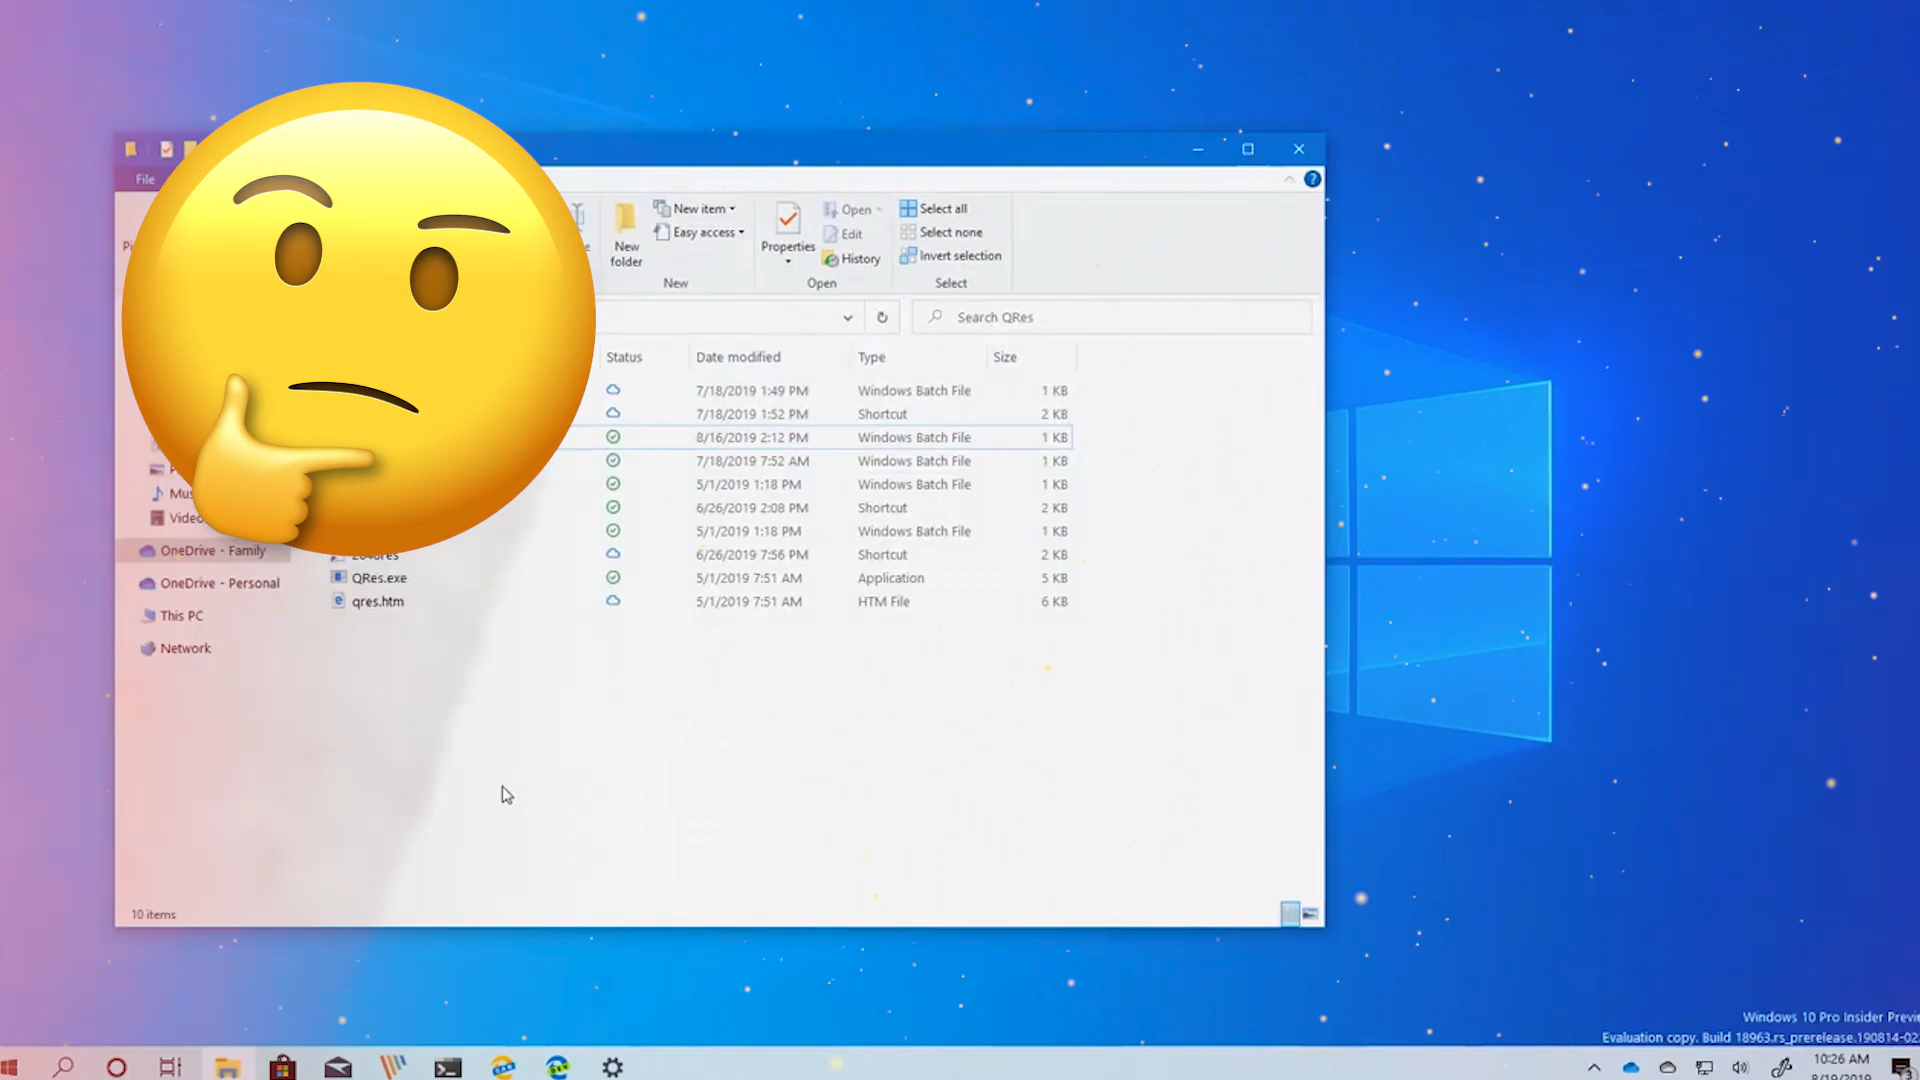 File
New item
Easy access
New
folder
New
Properties
Open
Edit
History
Open
Select all
Select none
Invert selection
Select
Search QRes
Status Date modified Type Size
7/18/2019 1:49 PM Windows Batch File 1 KB
7/18/2019 1:52 PM Shortcut 2 KB
8/16/2019 2:12 PM Windows Batch File 1 KB
7/18/2019 7:52 AM Windows Batch File 1 KB
5/1/2019 1:18 PM Windows Batch File 1 KB
6/26/2019 2:08 PM Shortcut 2 KB
5/1/2019 1:18 PM Windows Batch File 1 KB
6/26/2019 7:56 PM Shortcut 2 KB
QRes.exe 5/1/2019 7:51 AM Application 5 KB
qres.htm 5/1/2019 7:51 AM HTM File 6 KB
OneDrive - Family
OneDrive - Personal
This PC
Network
10 items
Windows 10 Pro Insider Previ
Evaluation copy. Build 18963.rs_prerelease.190814-02
10:26 AM
8/19/2019